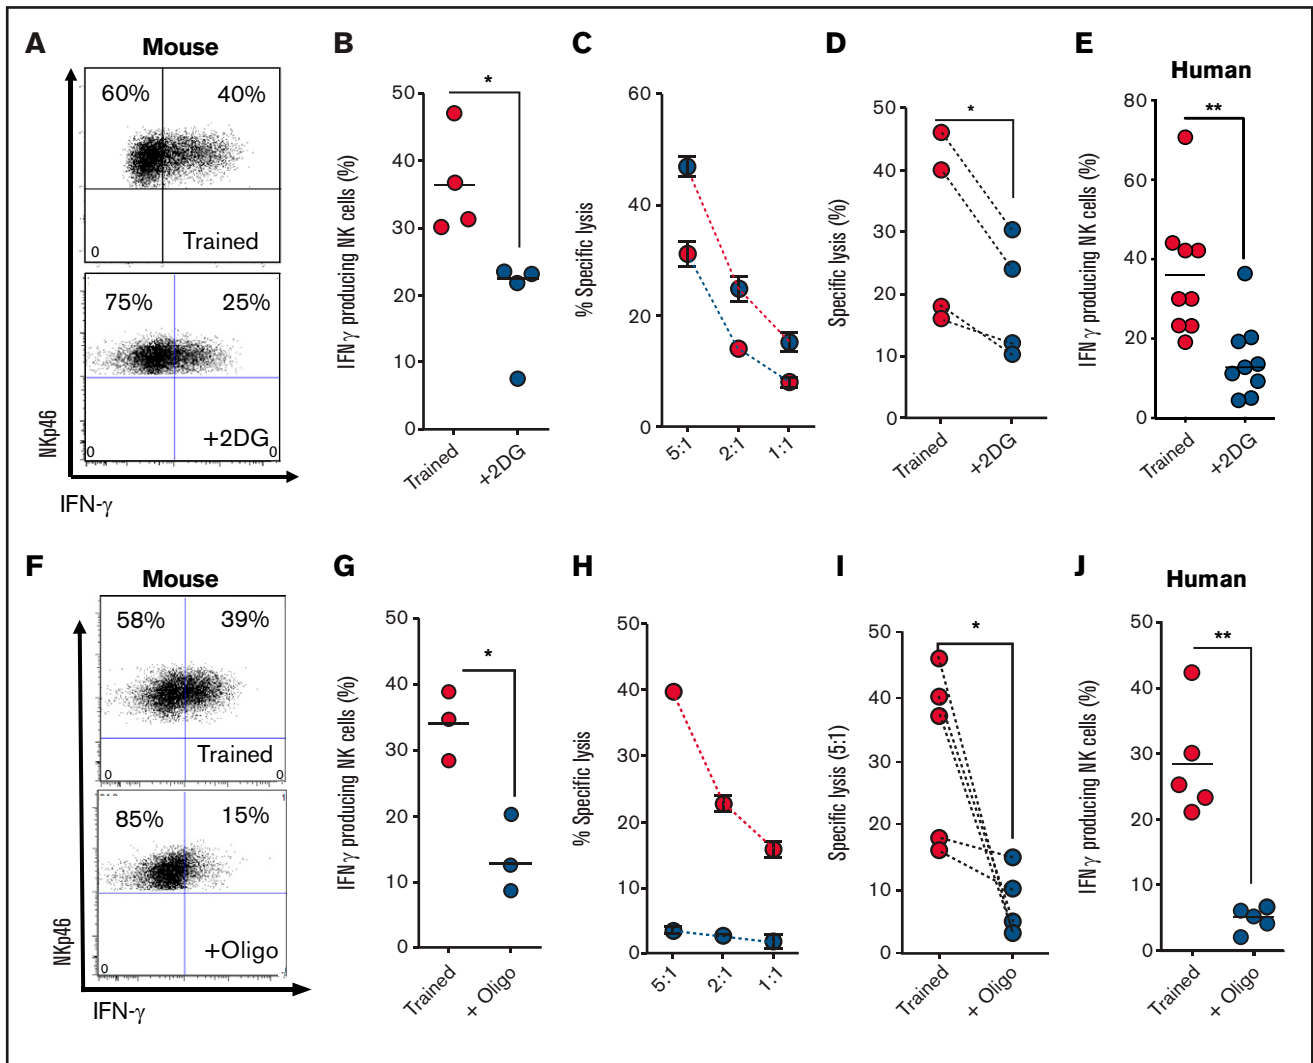 A
Mouse
60%
40%
0
Trained
75%
25%
0
+2DG
0
NKp46
IFN-γ
B
*
IFNγ producing NK cells (%)
50
40
30
20
10
0
Trained
+2DG
C
% Specific lysis
60
40
20
0
5:1
2:1
1:1
D
*
Specific lysis (%)
50
40
30
20
10
0
Trained
+2DG
E
Human
**
IFNγ producing NK cells (%)
80
60
40
20
0
Trained
+2DG
F
Mouse
58%
39%
Trained
0
0
85%
15%
+Oligo
0
NKp46
IFN-γ
G
*
IFNγ producing NK cells (%)
50
40
30
20
10
0
Trained
+ Oligo
H
% Specific lysis
50
40
30
20
10
0
5:1
2:1
1:1
I
*
Specific lysis (5:1)
50
40
30
20
10
0
Trained
+ Oligo
J
Human
**
IFNγ producing NK cells (%)
50
40
30
20
10
0
Trained
+ Oligo